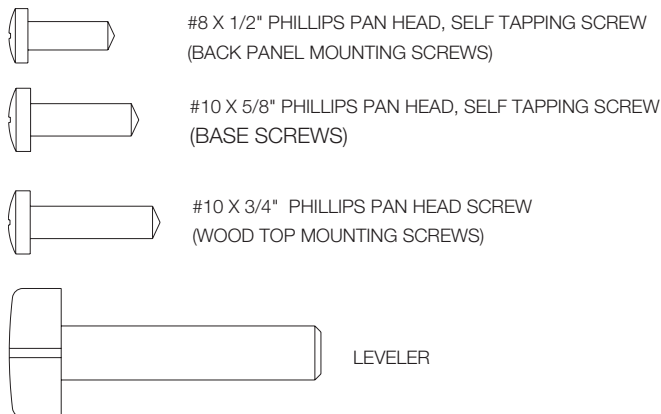 #8 X 1/2" PHILLIPS PAN HEAD, SELF TAPPING SCREW
(BACK PANEL MOUNTING SCREWS)
#10 X 5/8" PHILLIPS PAN HEAD, SELF TAPPING SCREW
(BASE SCREWS)
#10 X 3/4" PHILLIPS PAN HEAD SCREW
(WOOD TOP MOUNTING SCREWS)
LEVELER